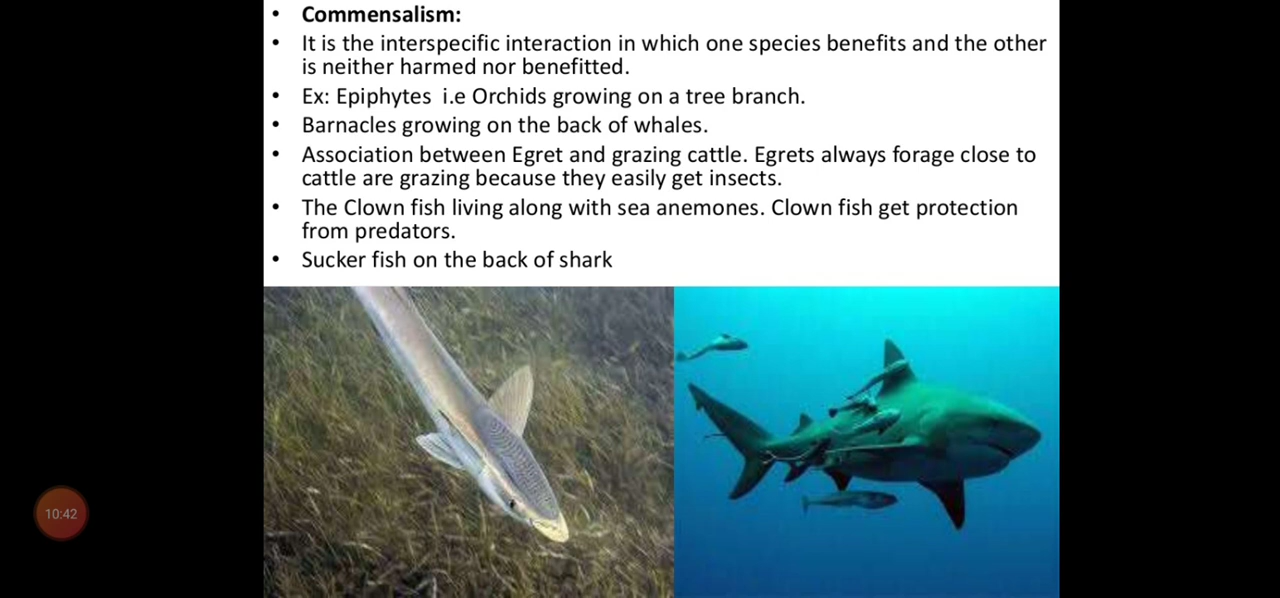 • Commensalism:
• It is the interspecific interaction in which one species benefits and the other
is neither harmed nor benefitted.
• Ex: Epiphytes i.e Orchids growing on a tree branch.
• Barnacles growing on the back of whales.
• Association between Egret and grazing cattle. Egrets always forage close to
cattle are grazing because they easily get insects.
• The Clown fish living along with sea anemones. Clown fish get protection
from predators.
• Sucker fish on the back of shark
10:42